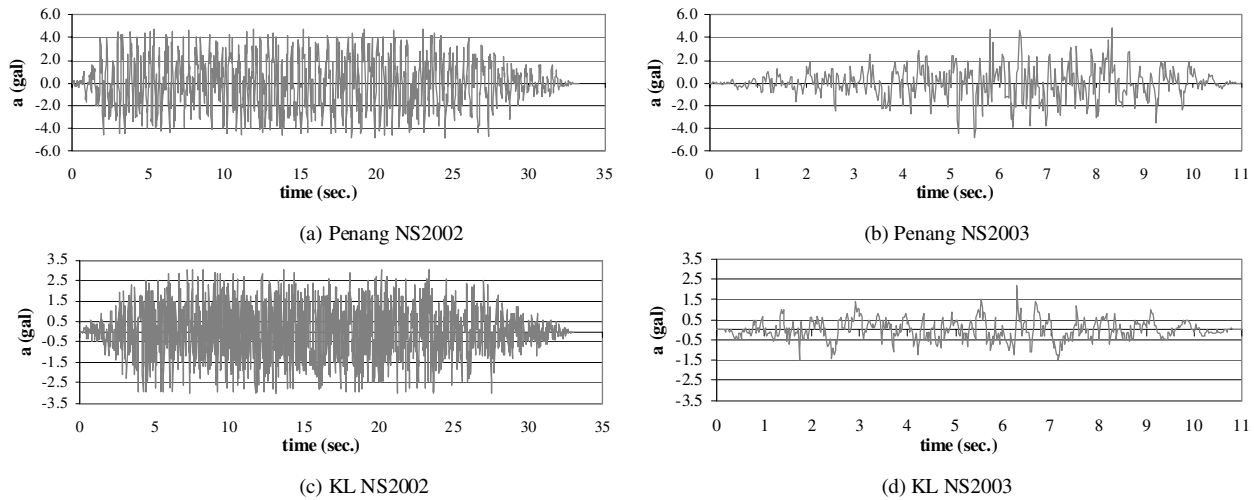 6.0
4.0
2.0
0.0
-2.0
-4.0
-6.0
a (gal)
0 5 10 15 20 25 30 35
time (sec.)
(a) Penang NS2002
6.0
4.0
2.0
0.0
-2.0
-4.0
-6.0
a (gal)
0 1 2 3 4 5 6 7 8 9 10 11
time (sec.)
(b) Penang NS2003
3.5
2.5
1.5
0.5
-0.5
-1.5
-2.5
-3.5
a (gal)
0 5 10 15 20 25 30 35
time (sec.)
(c) KL NS2002
3.5
2.5
1.5
0.5
-0.5
-1.5
-2.5
-3.5
a (gal)
0 1 2 3 4 5 6 7 8 9 10 11
time (sec.)
(d) KL NS2003